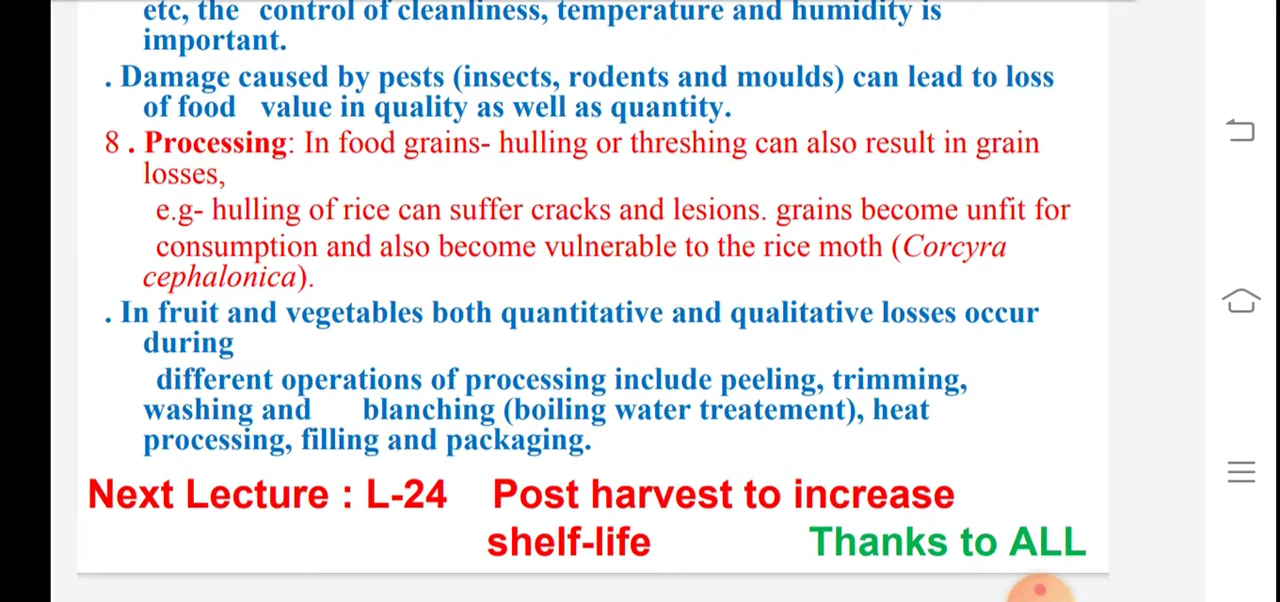 etc, the control of cleanliness, temperature and humidity is
important.
. Damage caused by pests (insects, rodents and moulds) can lead to loss
of food value in quality as well as quantity.
8 . Processing: In food grains- hulling or threshing can also result in grain
losses,
e.g- hulling of rice can suffer cracks and lesions. grains become unfit for
consumption and also become vulnerable to the rice moth (Corcyra
cephalonica).
. In fruit and vegetables both quantitative and qualitative losses occur
during
different operations of processing include peeling, trimming,
washing and blanching (boiling water treatement), heat
processing, filling and packaging.
Next Lecture : L-24 Post harvest to increase
shelf-life Thanks to ALL